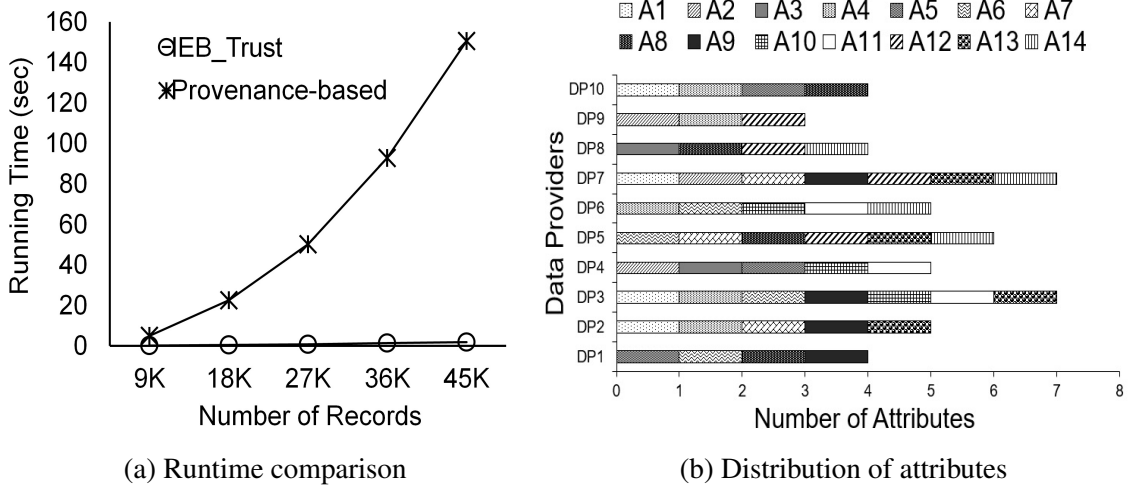 160
140
120
100
80
60
40
20
0
Running Time (sec)
IEB_Trust
Provenance-based
9K 18K 27K 36K 45K
Number of Records
(a) Runtime comparison
A1 A2 A3 A4 A5 A6 A7
A8 A9 A10 A11 A12 A13 A14
Data Providers
DP10
DP9
DP8
DP7
DP6
DP5
DP4
DP3
DP2
DP1
0 1 2 3 4 5 6 7 8
Number of Attributes
(b) Distribution of attributes